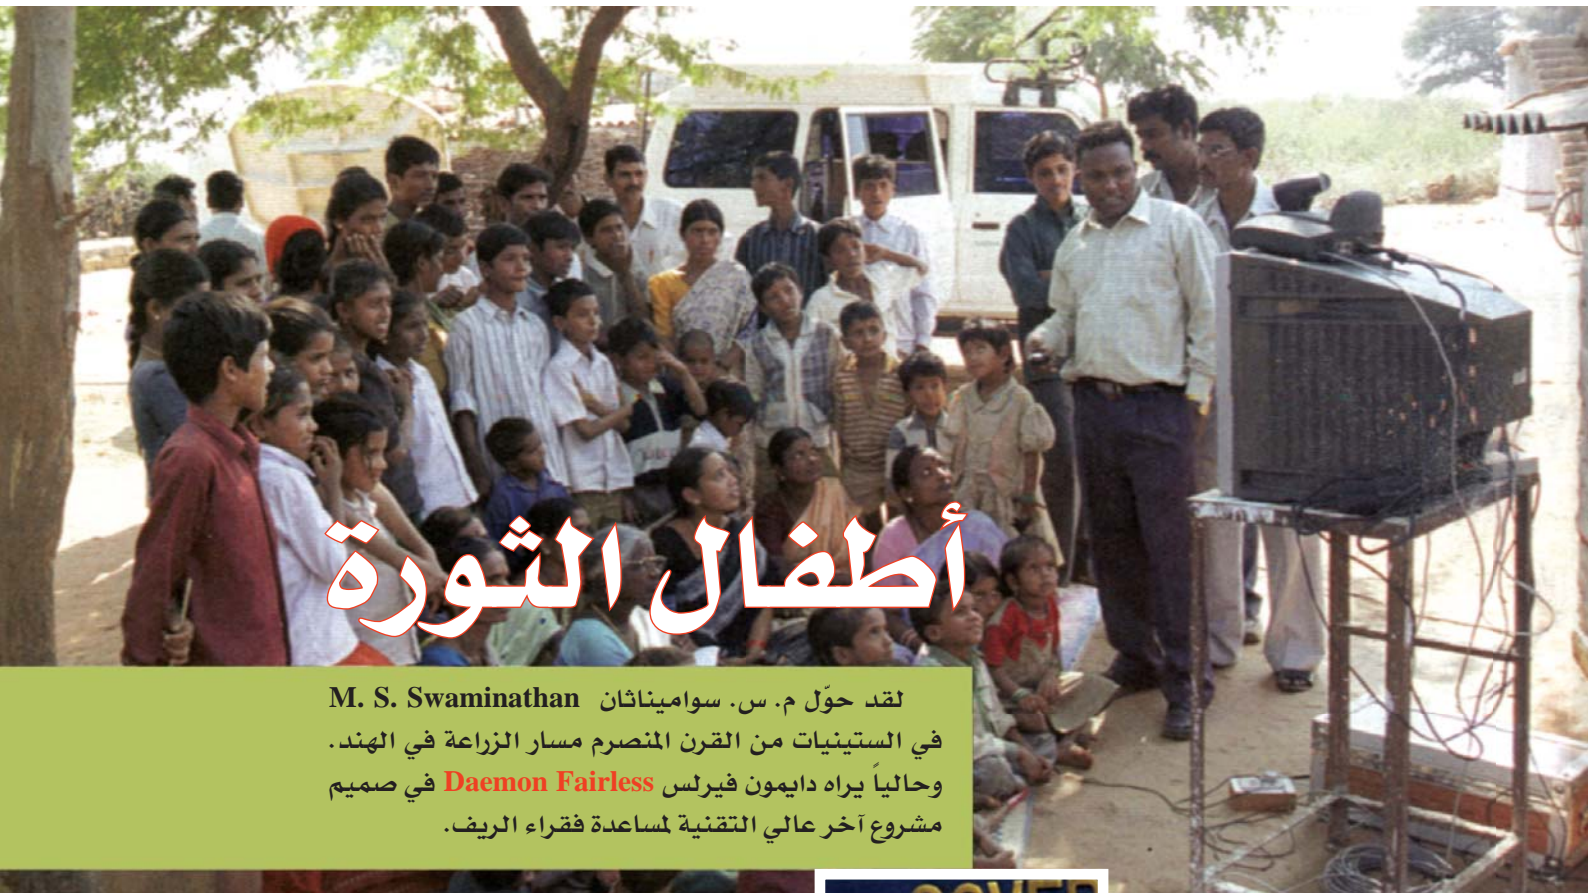 أطفال الثورة
لقد حوّل م. س. سواميناثان M. S. Swaminathan
في الستينيات من القرن المنصرم مسار الزراعة في الهند.
وحالياً يراه دايمون فيرلس Daemon Fairless في صميم
مشروع آخر عالي التقنية لمساعدة فقراء الريف.